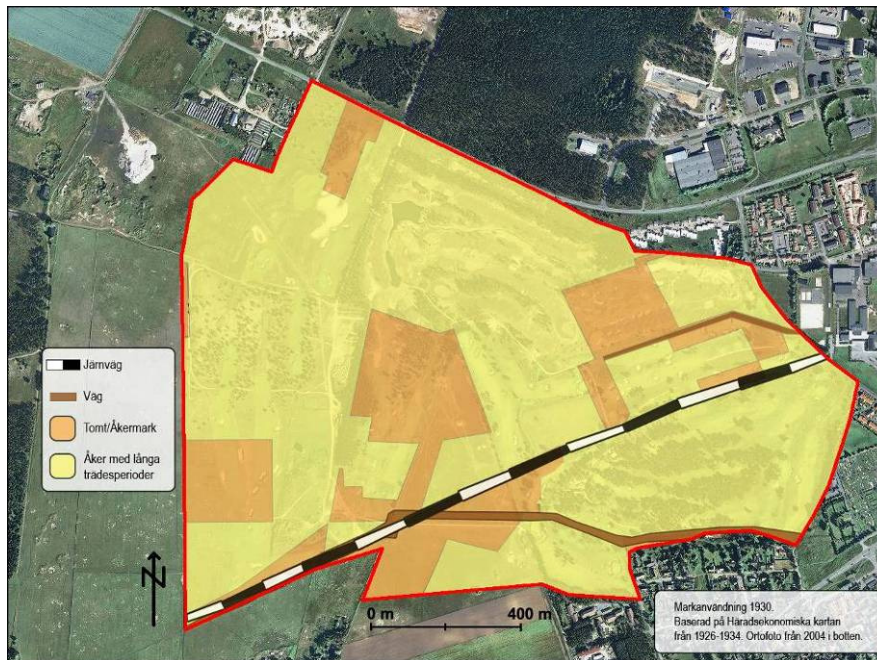 Järnväg
Väg
Tomt/Åkermark
Åker med långa
trädesperioder
N
0 m 400 m
Markanvändning 1930.
Baserad på Häradsekonomiska kartan
från 1926-1934. Ortofoto från 2004 i botten.